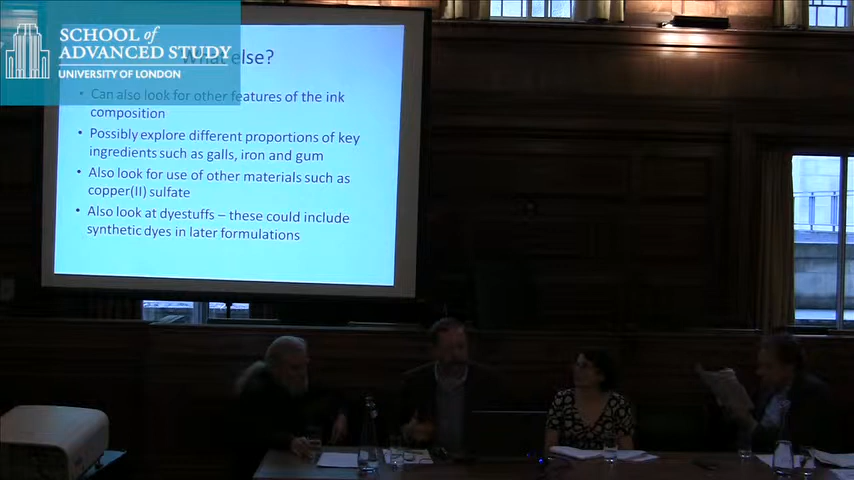 SCHOOL of
ADVANCED STUDY
UNIVERSITY OF LONDON
What else?
• Can also look for other features of the ink
composition
• Possibly explore different proportions of key
ingredients such as galls, iron and gum
• Also look for use of other materials such as
copper(II) sulfate
• Also look at dyestuffs – these could include
synthetic dyes in later formulations